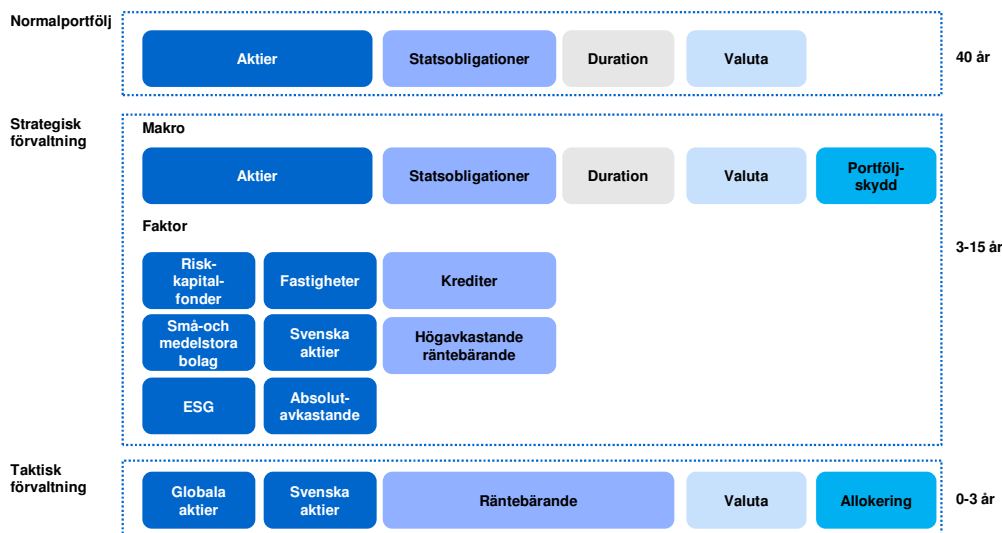 Normalportfölj
Aktier
Statsobligationer
Duration
Valuta
40 år
Strategisk
förvaltning
Makro
Aktier
Statsobligationer
Duration
Valuta
Portfölj-
skydd
3-15 år
Faktor
Risk-
kapital-
fonder
Fastigheter
Krediter
Små-och
medelstora
bolag
Svenska
aktier
Högavkastande
räntebärande
ESG
Absolut-
avkastande
Taktisk
förvaltning
Globala
aktier
Svenska
aktier
Räntebärande
Valuta
Allokering
0-3 år